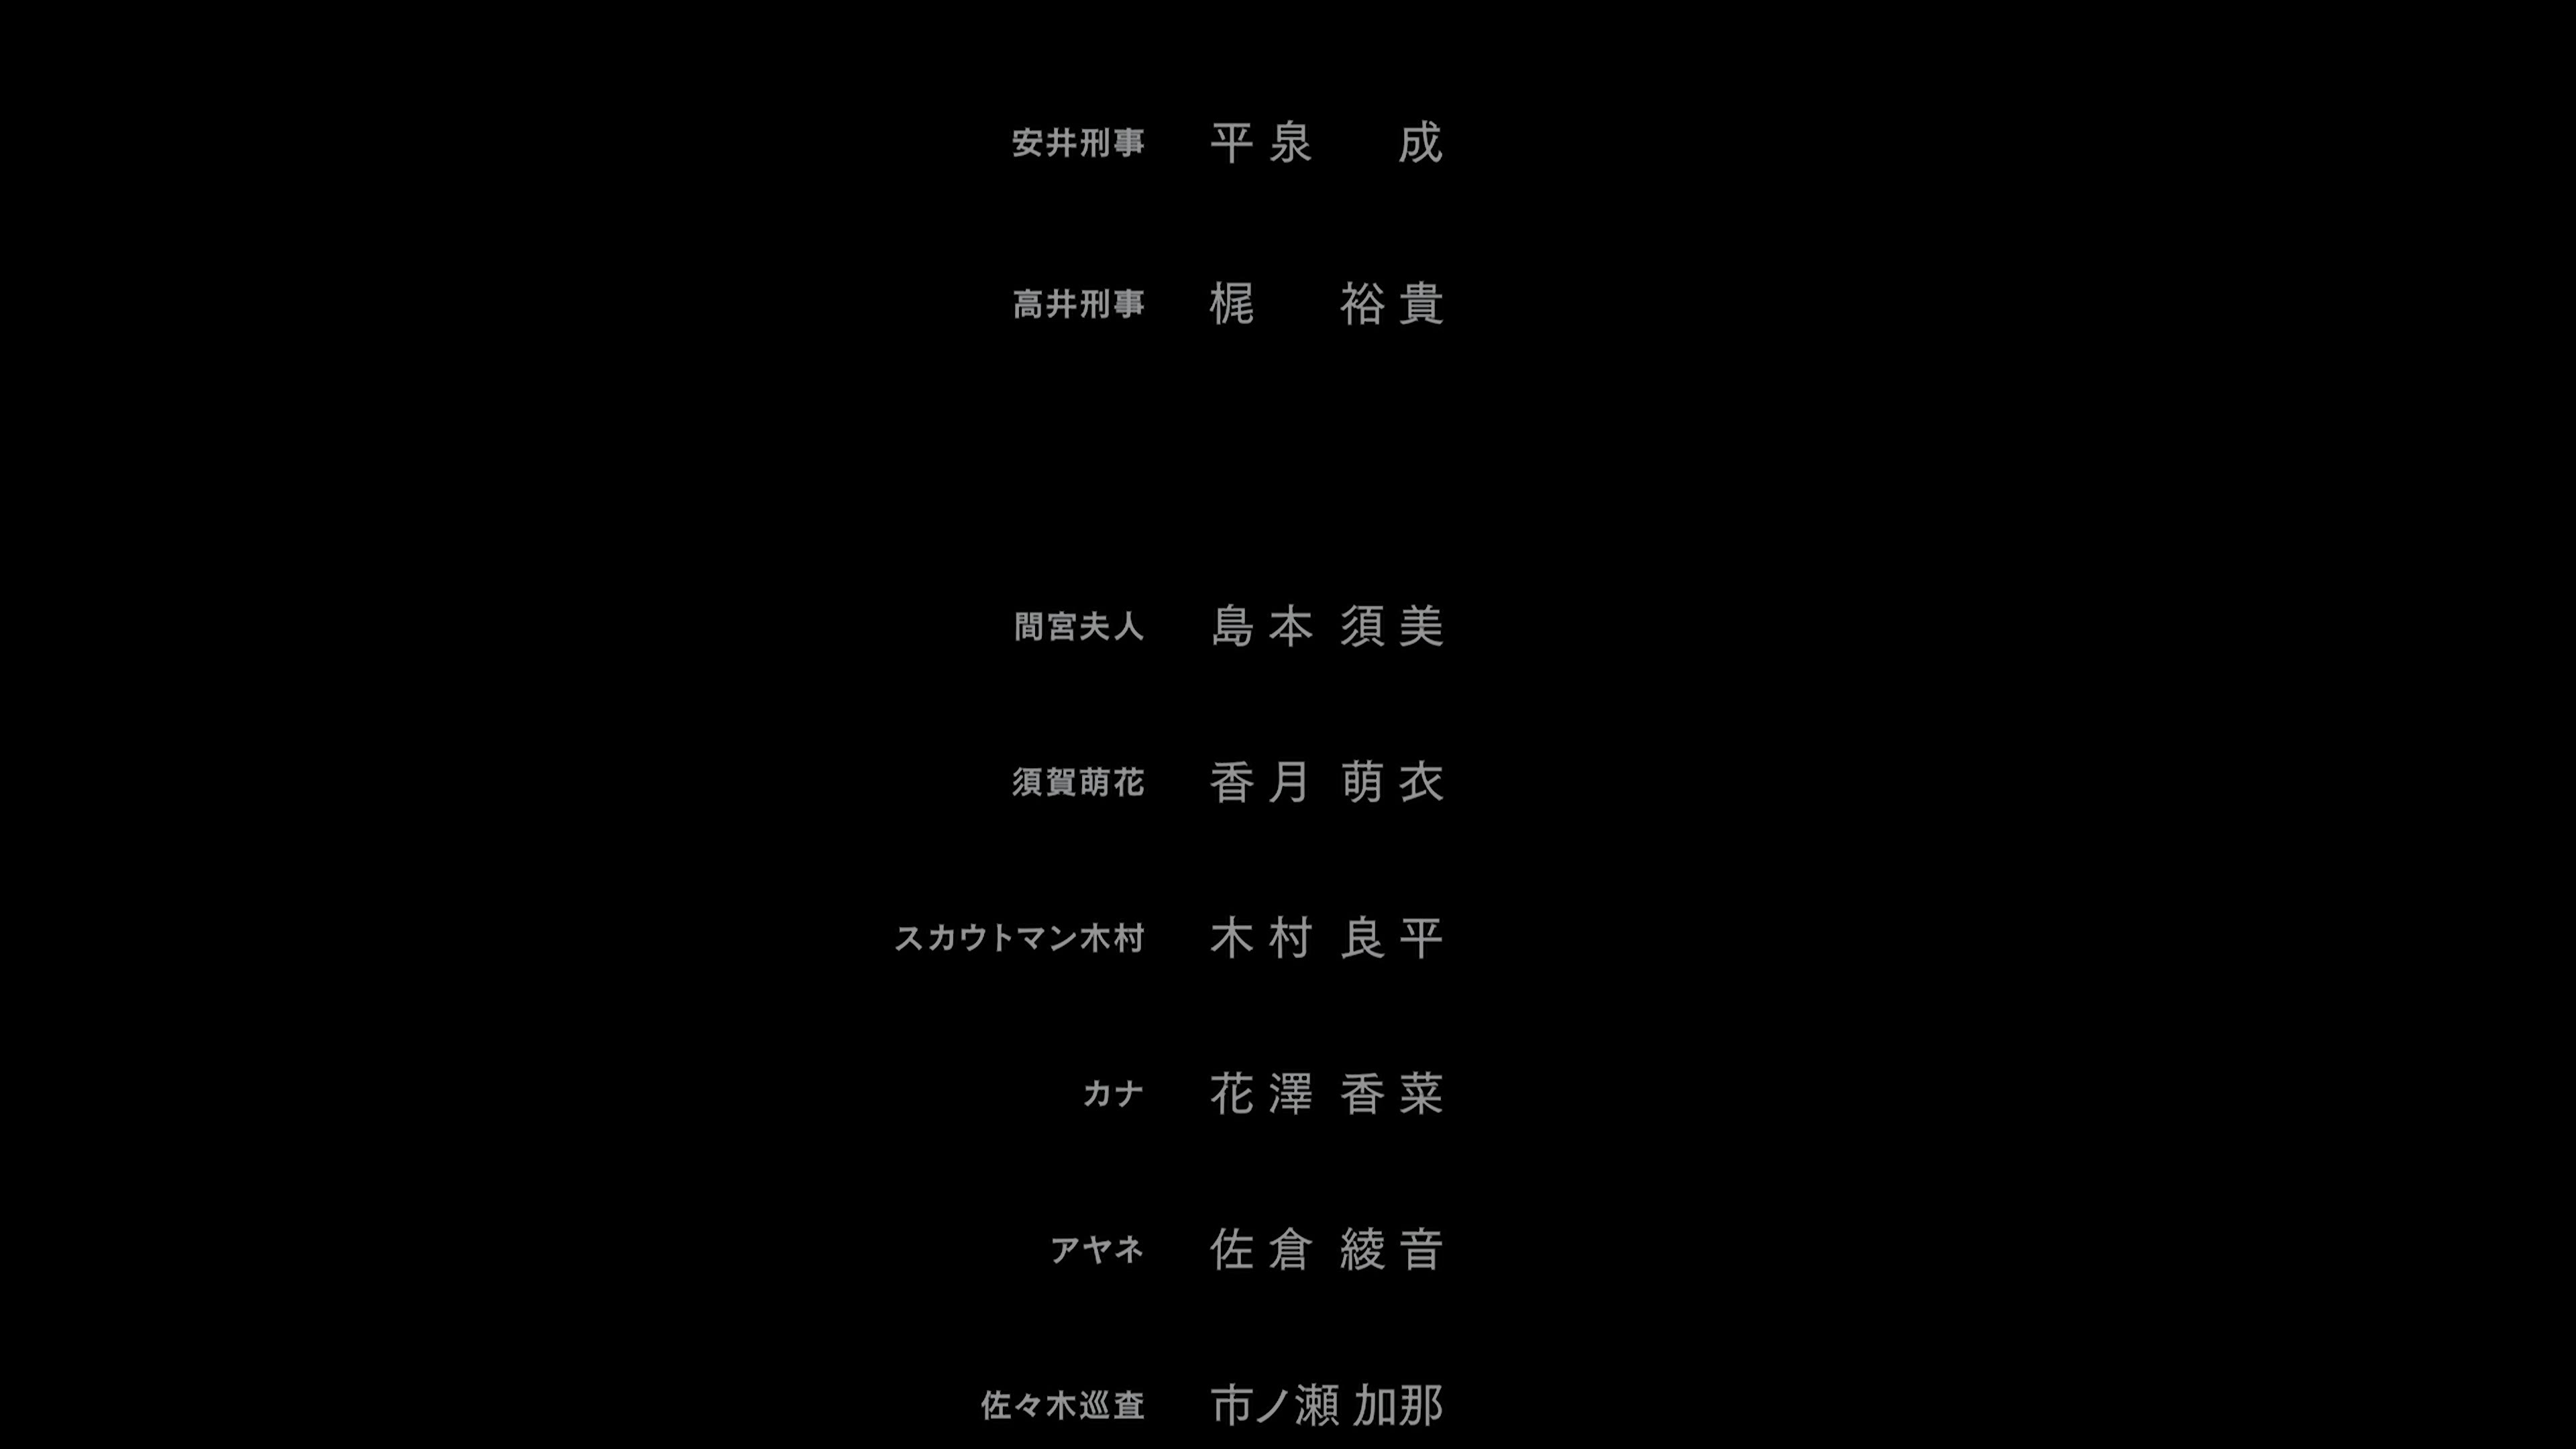 安井刑事 平泉 成
高井刑事 梶 裕貴
間宮夫人 島本 須美
須賀萌花 香月 萌衣
スカウトマン木村 木村 良平
カナ 花澤 香菜
アヤネ 佐倉 綾音
佐々木巡査 市ノ瀬 加那